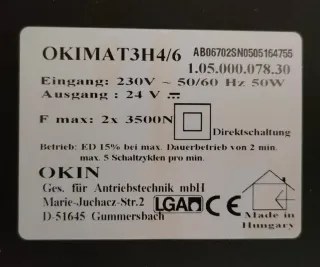 OKIMAT3H4/6 AB06702SN0505164755
1.05.000.078.30
Eingang: 230V ~ 50/60 Hz 50W
Ausgang : 24 V ⎓
F max: 2x 3500N Direktschaltung
Betrieb: ED 15% bei max. Dauerbetrieb von 2 min.
max. 5 Schaltzyklen pro min.
OKIN
Ges. für Antriebstechnik mbH
Marie-Juchacz-Str.2 LGA CE
D-51645 Gummersbach
Made in
Hungary